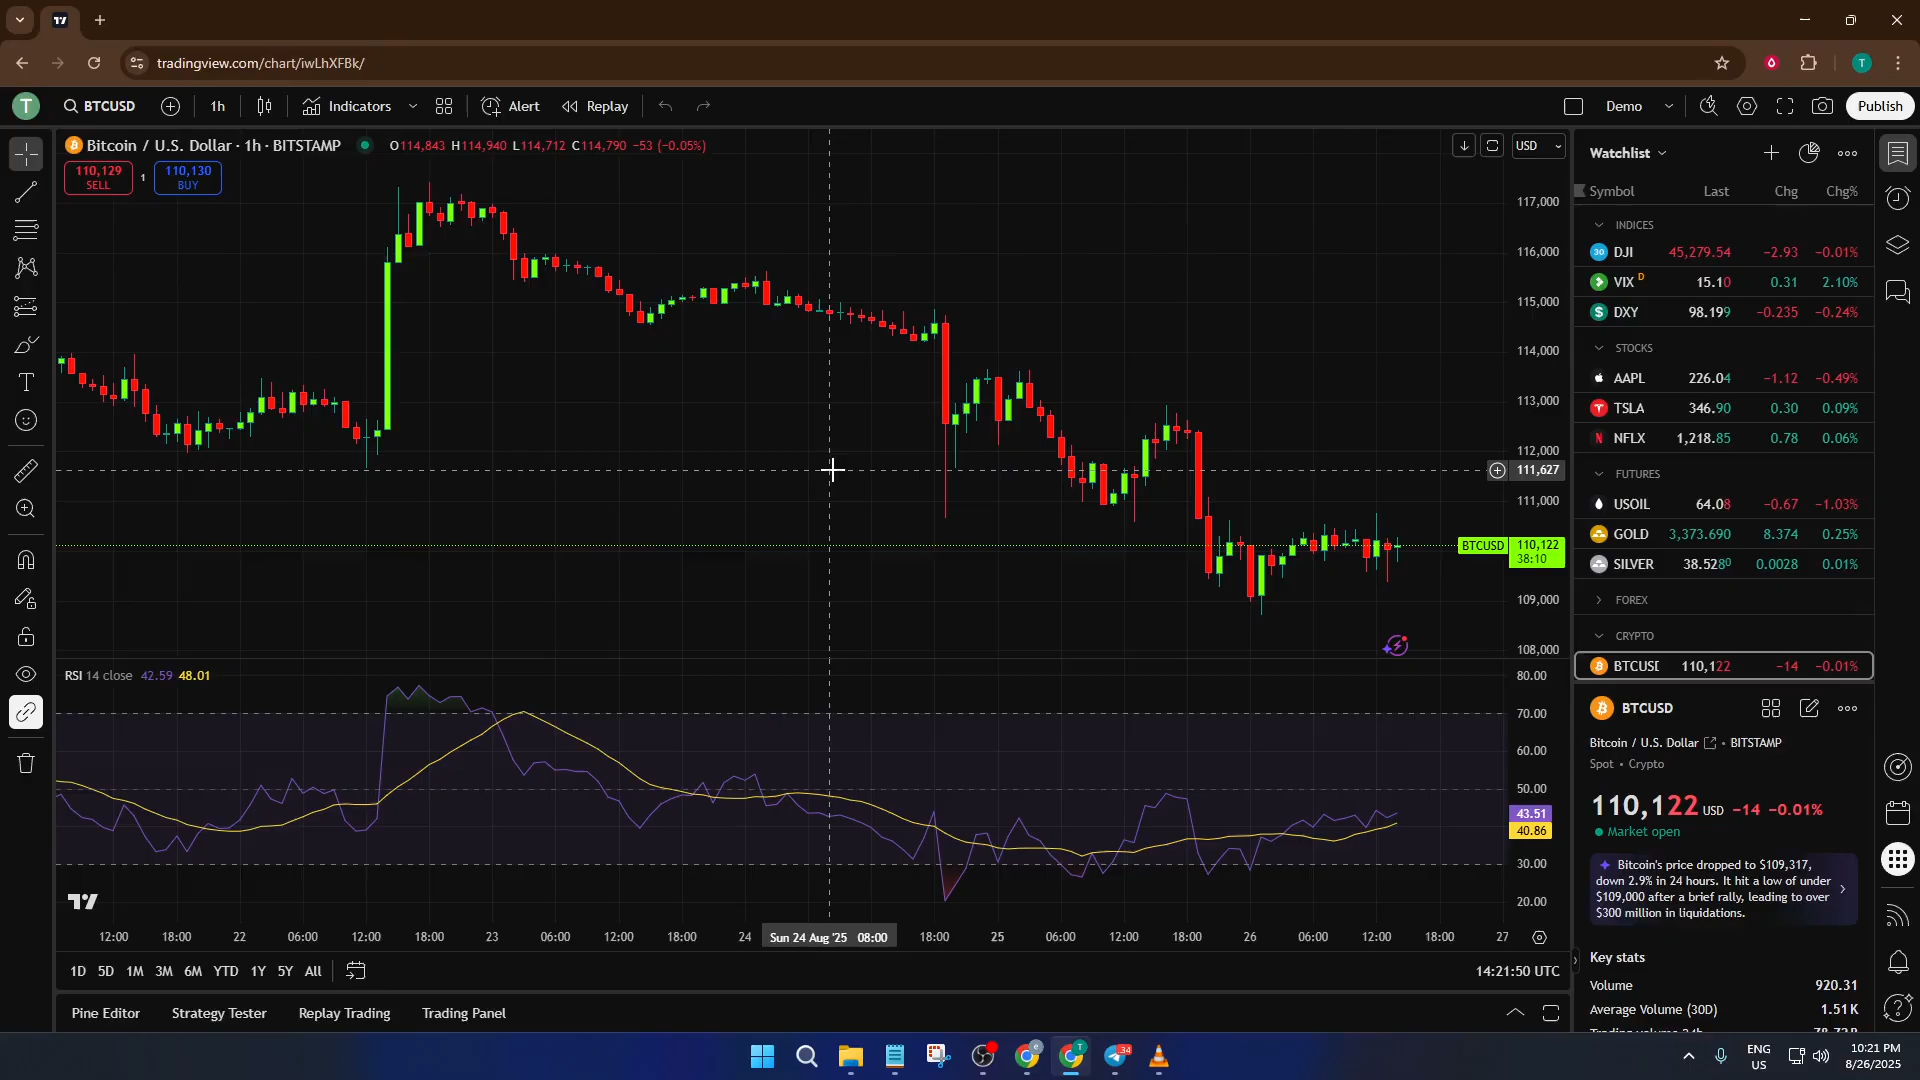 tradingview.com/chart/iwLhXFBk/
T
T BTCUSD 1h Indicators Alert Replay Demo Publish
Bitcoin / U.S. Dollar · 1h · BITSTAMP O114,843 H114,940 L114,712 C114,790 −53 (−0.05%) USD
110,129 SELL 1 110,130 BUY
117,000
116,000
115,000
114,000
113,000
112,000
111,627
111,000
BTCUSD 110,122
38:10
109,000
108,000
RSI 14 close 42.59 48.01
80.00
70.00
60.00
50.00
43.51
40.86
30.00
20.00
12:00 18:00 22 06:00 12:00 18:00 23 06:00 12:00 18:00 24 Sun 24 Aug '25 08:00 18:00 25 06:00 12:00 18:00 26 06:00 12:00 18:00 27
1D 5D 1M 3M 6M YTD 1Y 5Y All 14:21:50 UTC
Pine Editor Strategy Tester Replay Trading Trading Panel
Watchlist
Symbol Last Chg Chg%
INDICES
30 DJI 45,279.54 −2.93 −0.01%
VIX D 15.10 0.31 2.10%
$ DXY 98.199 −0.235 −0.24%
STOCKS
AAPL 226.04 −1.12 −0.49%
TSLA 346.90 0.30 0.09%
N NFLX 1,218.85 0.78 0.06%
FUTURES
USOIL 64.08 −0.67 −1.03%
GOLD 3,373.690 8.374 0.25%
SILVER 38.5280 0.0028 0.01%
FOREX
CRYPTO
BTCUSD 110,122 −14 −0.01%
BTCUSD
Bitcoin / U.S. Dollar • BITSTAMP
Spot • Crypto
110,122 USD −14 −0.01%
Market open
Bitcoin's price dropped to $109,317,
down 2.9% in 24 hours. It hit a low of under
$109,000 after a brief rally, leading to over
$300 million in liquidations.
Key stats
Volume 920.31
Average Volume (30D) 1.51K
34
ENG
US
10:21 PM
8/26/2025